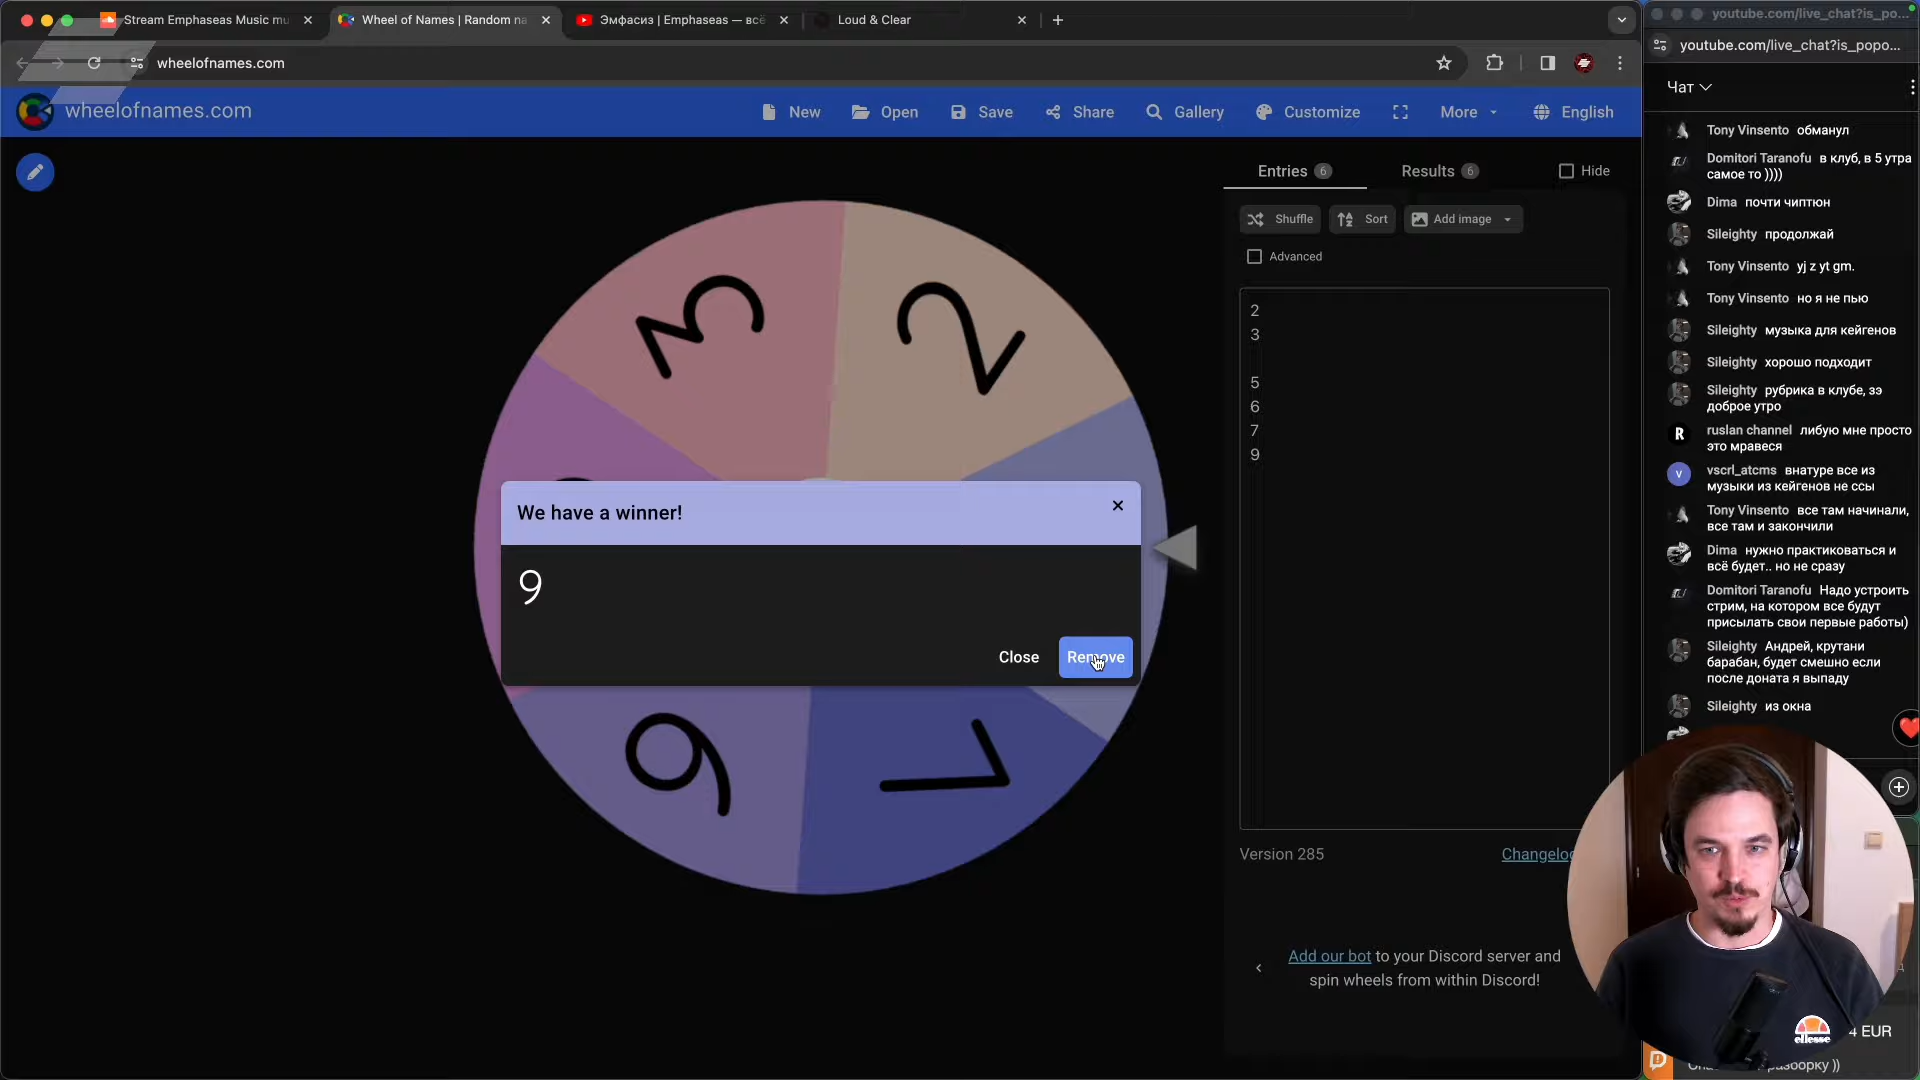 Stream Emphaseas Music mu
Wheel of Names | Random na
Эмфасиз | Emphaseas — всё
Loud & Clear
wheelofnames.com
wheelofnames.com
New
Open
Save
Share
Gallery
Customize
More
English
Entries 6
Results 6
Hide
Shuffle
Sort
Add image
Advanced
2
3
5
6
7
9
3
2
6
7
We have a winner!
9
Close
Remove
Version 285
Changelog
Add our bot to your Discord server and
spin wheels from within Discord!
youtube.com/live_chat?is_po...
youtube.com/live_chat?is_popo...
Чат
Tony Vinsento обманул
Domitori Taranofu в клуб, в 5 утра
самое то ))))
Dima почти чиптюн
Sileighty продолжай
Tony Vinsento yj z yt gm.
Tony Vinsento но я не пью
Sileighty музыка для кейгенов
Sileighty хорошо подходит
Sileighty рубрика в клубе, зэ
доброе утро
R
ruslan channel либую мне просто
это мравеся
v
vscrl_atcms внатуре все из
музыки из кейгенов не ссы
Tony Vinsento все там начинали,
все там и закончили
Dima нужно практиковаться и
всё будет.. но не сразу
Domitori Taranofu Надо устроить
стрим, на котором все будут
присылать свои первые работы)
Sileighty Андрей, крутани
барабан, будет смешно если
после доната я выпаду
Sileighty из окна
ellesse
4 EUR
разборку ))